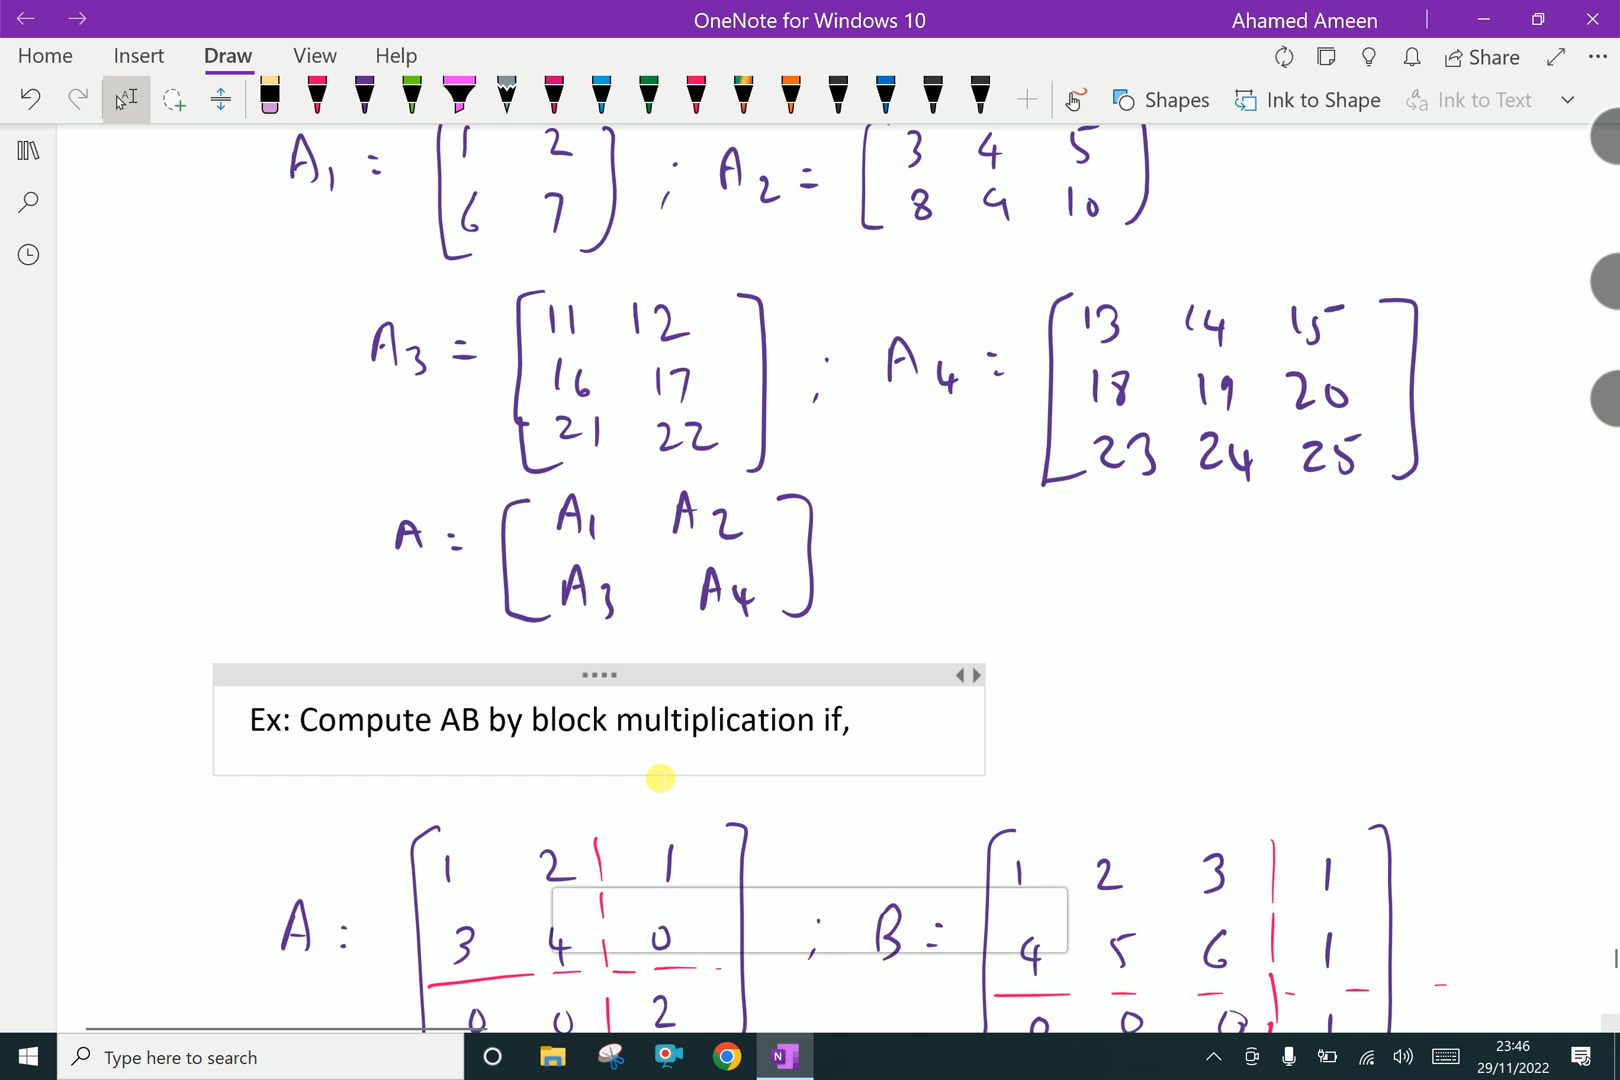 OneNote for Windows 10
Ahamed Ameen
Home Insert Draw View Help
Share
Shapes Ink to Shape Ink to Text
A1 = [ 1 2 ; A2 = [ 3 4 5
6 7 ] 8 9 10 ]
A3 = [ 11 12 ; A4 = [ 13 14 15
16 17 18 19 20
21 22 ] 23 24 25 ]
A = [ A1 A2
A3 A4 ]
Ex: Compute AB by block multiplication if,
A = [ 1 2 1 ; B = [ 1 2 3 1
3 4 0 4 5 6 1
0 0 2 ] 0 0 0 1 ]
Type here to search
23:46
29/11/2022